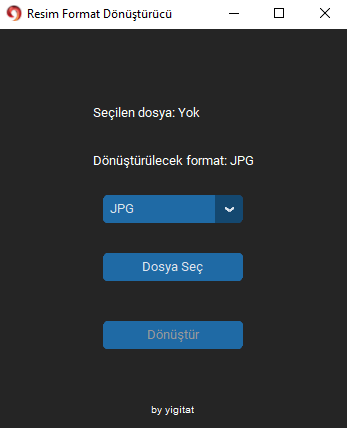 Resim Format Dönüştürücü
Seçilen dosya: Yok
Dönüştürülecek format: JPG
JPG
Dosya Seç
Dönüştür
by yigitat